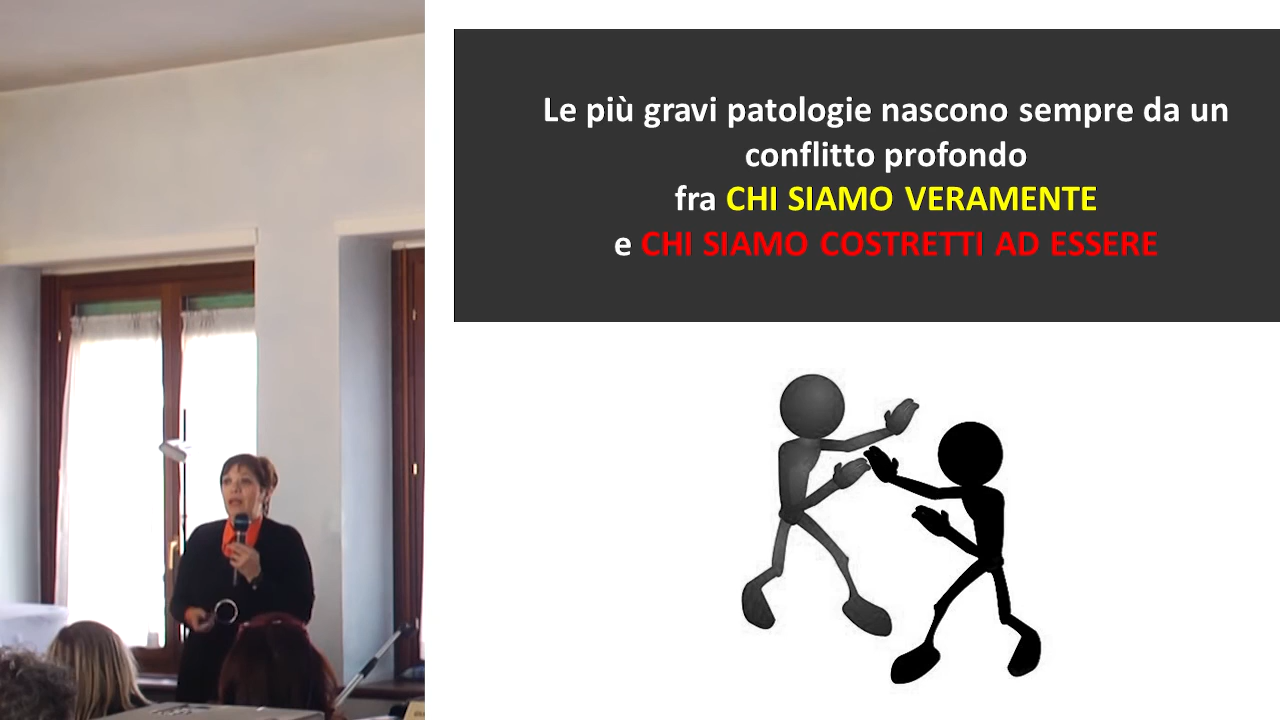 Le più gravi patologie nascono sempre da un
conflitto profondo
fra CHI SIAMO VERAMENTE
e CHI SIAMO COSTRETTI AD ESSERE